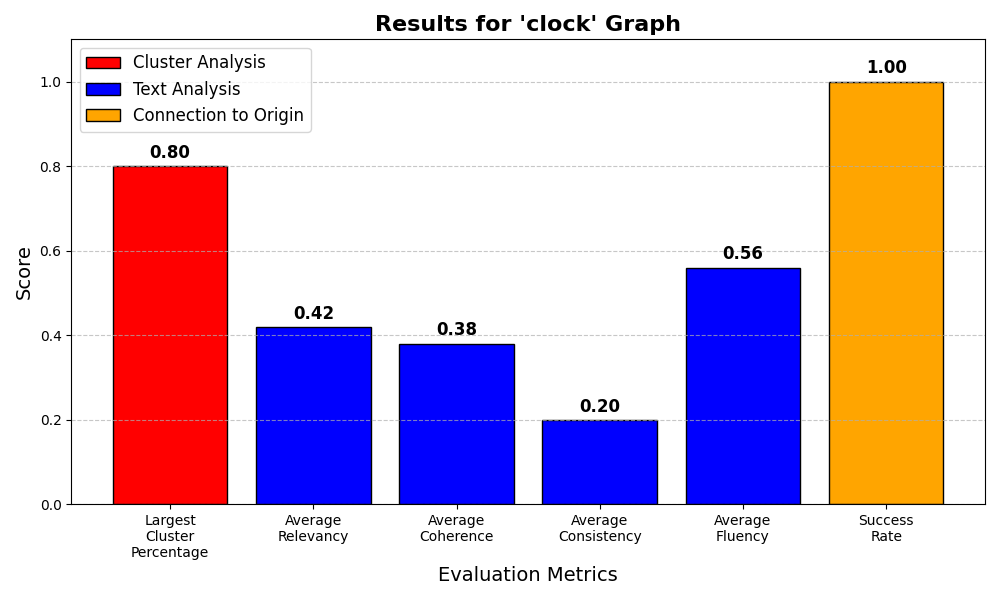 Results for 'clock' Graph
Cluster Analysis
Text Analysis
Connection to Origin
Score
1.0
0.8
0.6
0.4
0.2
0.0
0.80
0.42
0.38
0.20
0.56
1.00
Largest
Cluster
Percentage
Average
Relevancy
Average
Coherence
Average
Consistency
Average
Fluency
Success
Rate
Evaluation Metrics